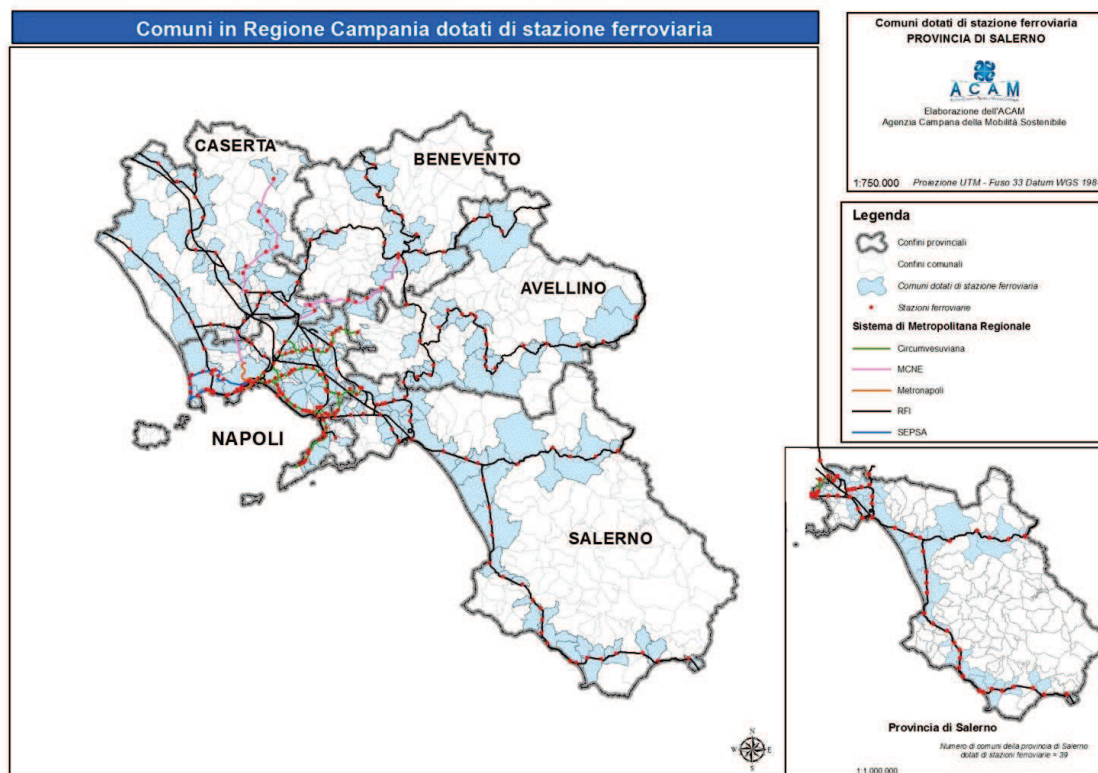 Comuni in Regione Campania dotati di stazione ferroviaria
CASERTA
BENEVENTO
AVELLINO
NAPOLI
SALERNO
N
W E
S
Comuni dotati di stazione ferroviaria
PROVINCIA DI SALERNO
ACAM
Elaborazione dell'ACAM
Agenzia Campana della Mobilità Sostenibile
1:750.000 Proiezione UTM - Fuso 33 Datum WGS 198
Legenda
Confini provinciali
Confini comunali
Comuni dotati di stazione ferroviaria
Stazioni ferroviarie
Sistema di Metropolitana Regionale
Circumvesuviana
MCNE
Metronapoli
RFI
SEPSA
Provincia di Salerno
Numero di comuni della provincia di Salerno
dotati di stazioni ferroviarie = 39
1:1.000.000